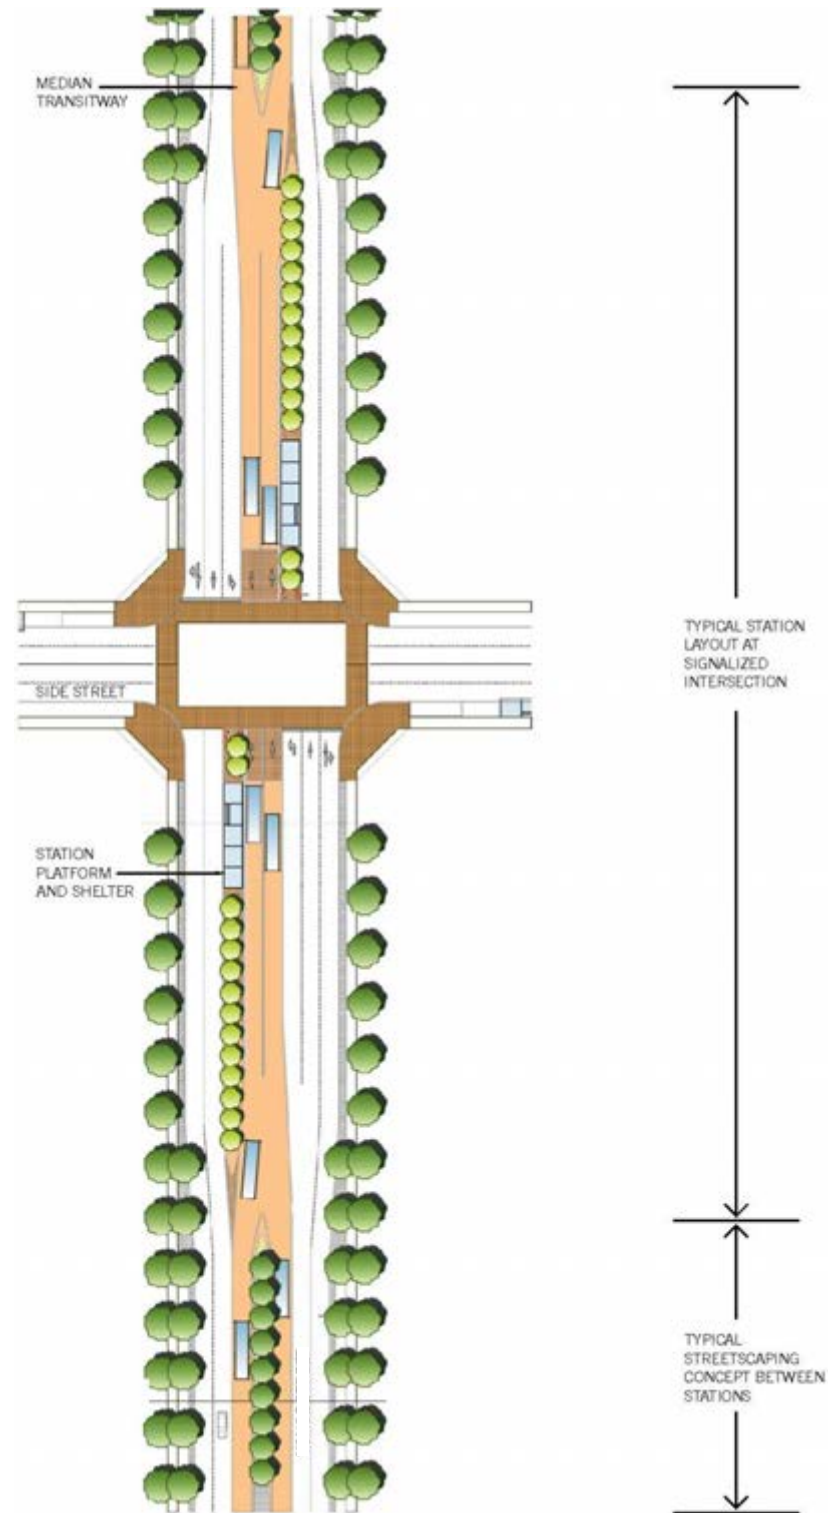 MEDIAN
TRANSITWAY
TYPICAL STATION
LAYOUT AT
SIGNALIZED
INTERSECTION
SIDE STREET
STATION
PLATFORM
AND SHELTER
TYPICAL
STREETSCAPING
CONCEPT BETWEEN
STATIONS